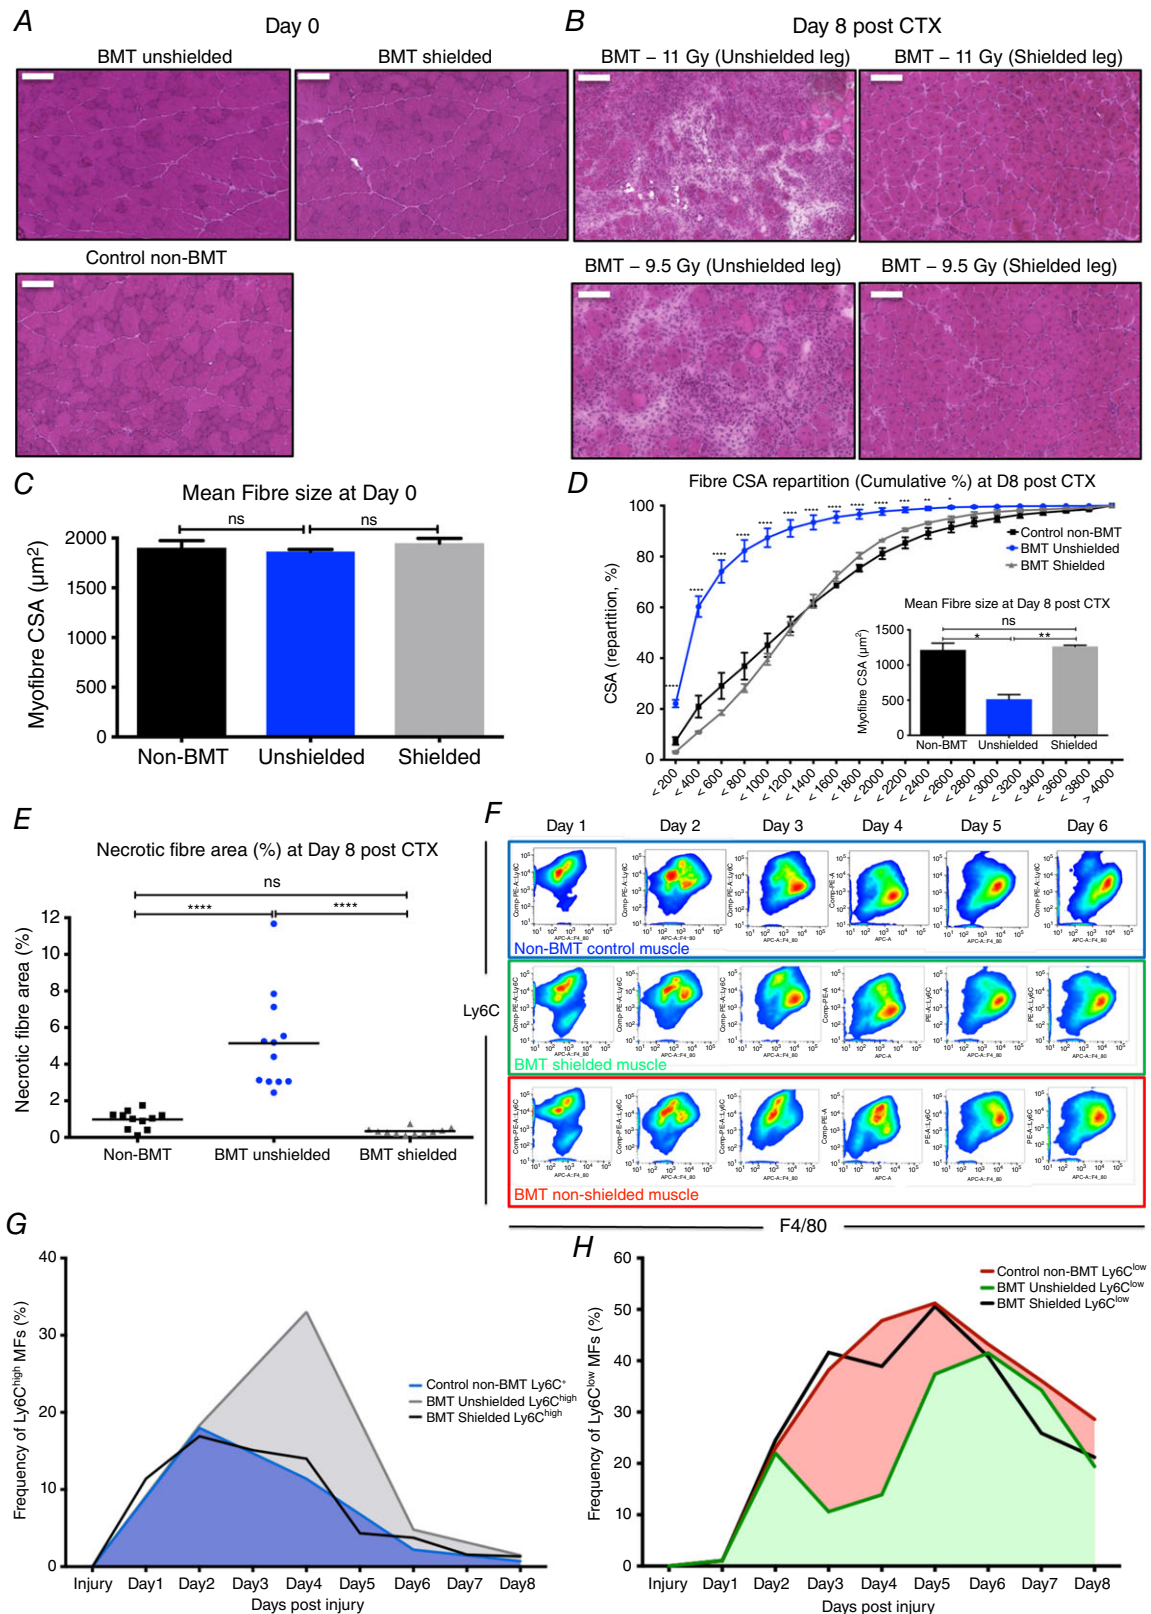 A
Day 0
BMT unshielded
BMT shielded
Control non-BMT
B
Day 8 post CTX
BMT – 11 Gy (Unshielded leg)
BMT – 11 Gy (Shielded leg)
BMT – 9.5 Gy (Unshielded leg)
BMT – 9.5 Gy (Shielded leg)
C
Mean Fibre size at Day 0
ns
ns
Myofibre CSA (µm²)
2000
1500
1000
500
0
Non-BMT
Unshielded
Shielded
D
Fibre CSA repartition (Cumulative %) at D8 post CTX
CSA (repartition, %)
100
80
60
40
20
0
Control non-BMT
BMT Unshielded
BMT Shielded
Mean Fibre size at Day 8 post CTX
ns
*
**
Myofibre CSA (µm²)
1500
1000
500
0
Non-BMT
Unshielded
Shielded
< 200
< 400
< 600
< 800
< 1000
< 1200
< 1400
< 1600
< 1800
< 2000
< 2200
< 2400
< 2600
< 2800
< 3000
< 3200
< 3400
< 3600
< 3800
> 4000
E
Necrotic fibre area (%) at Day 8 post CTX
ns
****
****
Necrotic fibre area (%)
12
10
8
6
4
2
0
Non-BMT
BMT unshielded
BMT shielded
F
Day 1
Day 2
Day 3
Day 4
Day 5
Day 6
Ly6C
Non-BMT control muscle
BMT shielded muscle
BMT non-shielded muscle
F4/80
G
Frequency of Ly6C^high MFs (%)
40
30
20
10
0
Control non-BMT Ly6C⁺
BMT Unshielded Ly6C^high
BMT Shielded Ly6C^high
Injury
Day1
Day2
Day3
Day4
Day5
Day6
Day7
Day8
Days post injury
H
Frequency of Ly6C^low MFs (%)
60
50
40
30
20
10
0
Control non-BMT Ly6C^low
BMT Unshielded Ly6C^low
BMT Shielded Ly6C^low
Injury
Day1
Day2
Day3
Day4
Day5
Day6
Day7
Day8
Days post injury